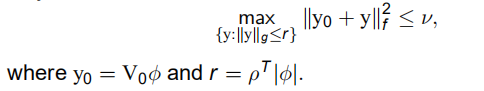 max ‖y₀ + y‖²_f ≤ ν,
{y:‖y‖_g≤r}
where y₀ = V₀ϕ and r = ρᵀ|ϕ|.